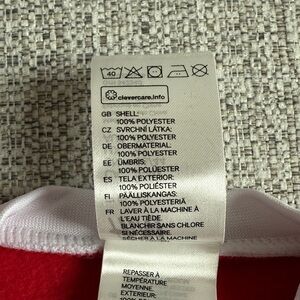 40
clevercare.info
GB SHELL:
100% POLYESTER
CZ SVRCHNÍ LÁTKA:
100% POLYESTER
DE OBERMATERIAL:
100% POLYESTER
EE ÜMBRIS:
100% POLÜESTER
ES TELA EXTERIOR:
100% POLIÉSTER
FI PÄÄLLISKANGAS:
100% POLYESTERIÄ
FR LAVER À LA MACHINE À
L'EAU TIÈDE.
BLANCHIR SANS CHLORE
SI NÉCESSAIRE.
SÉCHER À LA MACHINE
REPASSER À
TEMPÉRATURE
MOYENNE
EXTÉRIEUR: